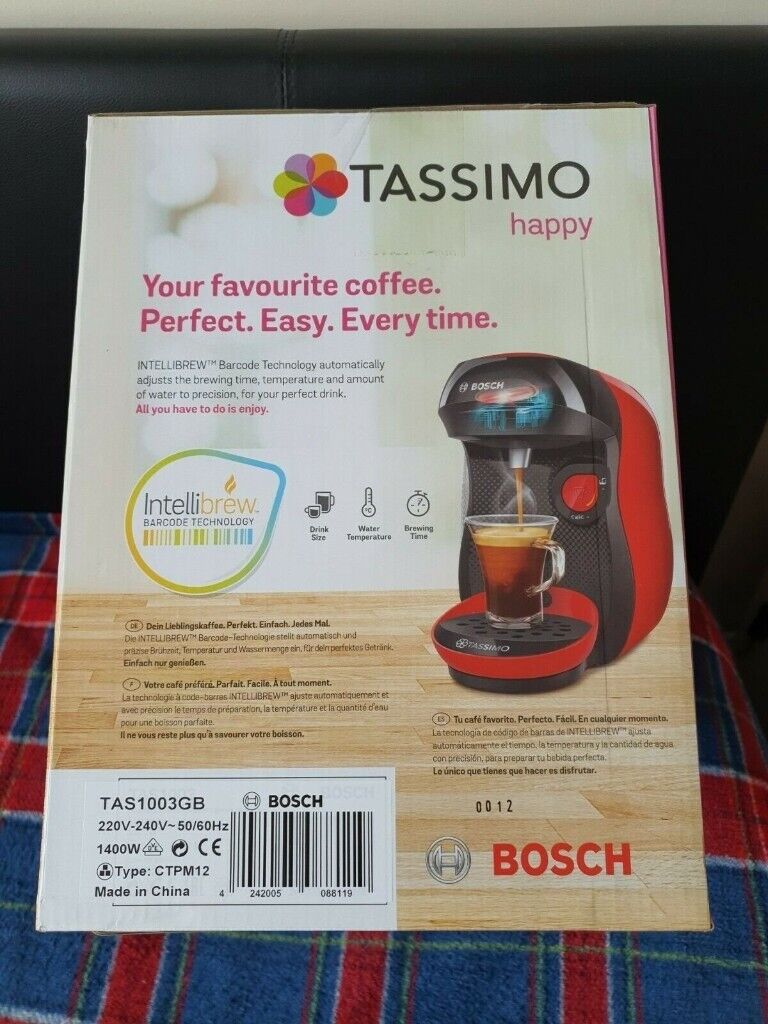 TASSIMO
happy
Your favourite coffee.
Perfect. Easy. Every time.
INTELLIBREW™ Barcode Technology automatically
adjusts the brewing time, temperature and amount
of water to precision, for your perfect drink.
All you have to do is enjoy.
BOSCH
Intellibrew™
BARCODE TECHNOLOGY
Drink
Size
°C
Water
Temperature
Brewing
Time
Calc
TASSIMO
DE Dein Lieblingskaffee. Perfekt. Einfach. Jedes Mal.
Die INTELLIBREW™ Barcode-Technologie stellt automatisch und
präzise Brühzeit, Temperatur und Wassermenge ein, für dein perfektes Getränk.
Einfach nur genießen.
F Votre café préféré. Parfait. Facile. À tout moment.
La technologie à code-barras INTELLIBREW™ ajuste automatiquement et
avec précision le temps de préparation, la température et la quantité d'eau
pour une boisson parfaite.
Il ne vous reste plus qu'à savourer votre boisson.
ES Tu café favorito. Perfecto. Fácil. En cualquier momento.
La tecnología de código de barras de INTELLIBREW™ ajusta
automáticamente el tiempo, la temperatura y la cantidad de agua
con precisión, para preparar tu bebida perfecta.
Lo único que tienes que hacer es disfrutar.
0012
TAS1003GB
BOSCH
220V-240V~50/60Hz
1400W CE
Type: CTPM12
Made in China
4 242005 088119
BOSCH